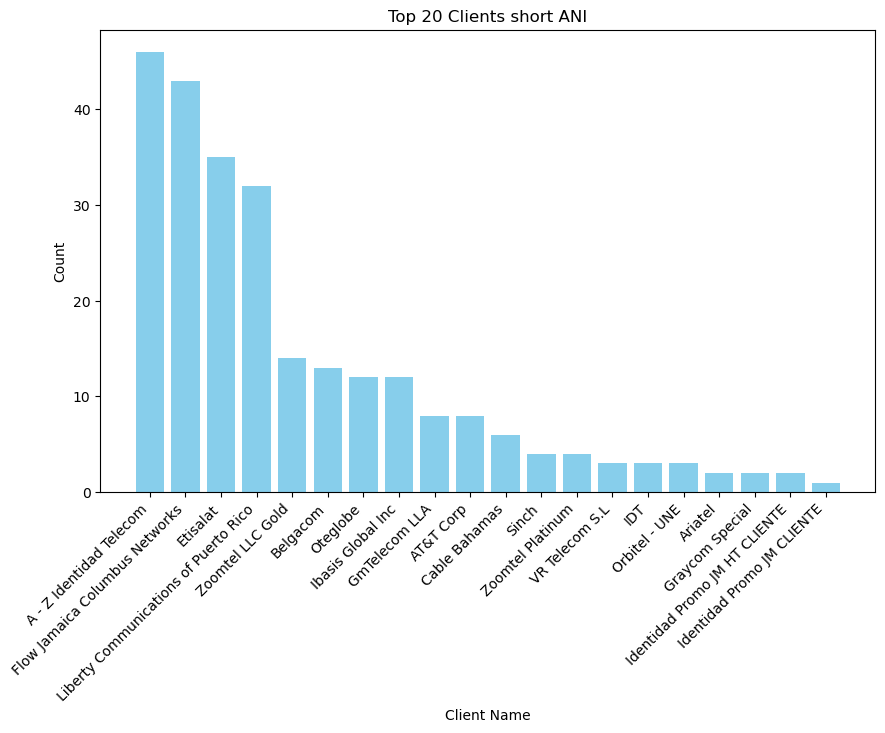 Top 20 Clients short ANI
Count
40
30
20
10
0
A - Z Identidad Telecom
Flow Jamaica Columbus Networks
Etisalat
Liberty Communications of Puerto Rico
Zoomtel LLC Gold
Belgacom
Oteglobe
Ibasis Global Inc
GmTelecom LLA
AT&T Corp
Cable Bahamas
Sinch
Zoomtel Platinum
VR Telecom S.L
IDT
Orbitel - UNE
Ariatel
Graycom Special
Identidad Promo JM HT CLIENTE
Identidad Promo JM CLIENTE
Client Name